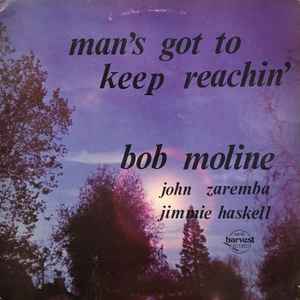 man's got to
keep reachin'
bob moline
john zaremba
jimmie haskell
harvest